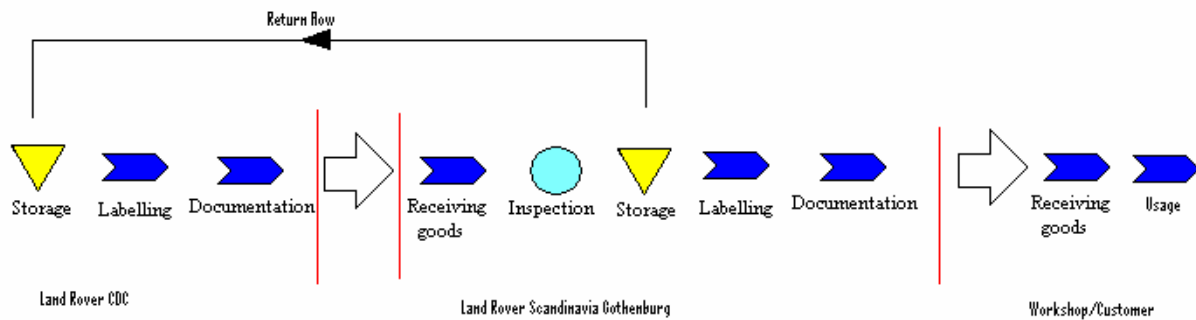 Return flow
Storage
Labelling
Documentation
Receiving
goods
Inspection
Storage
Labelling
Documentation
Receiving
goods
Usage
Land Rover CDC
Land Rover Scandinavia Gothenburg
Workshop/Customer